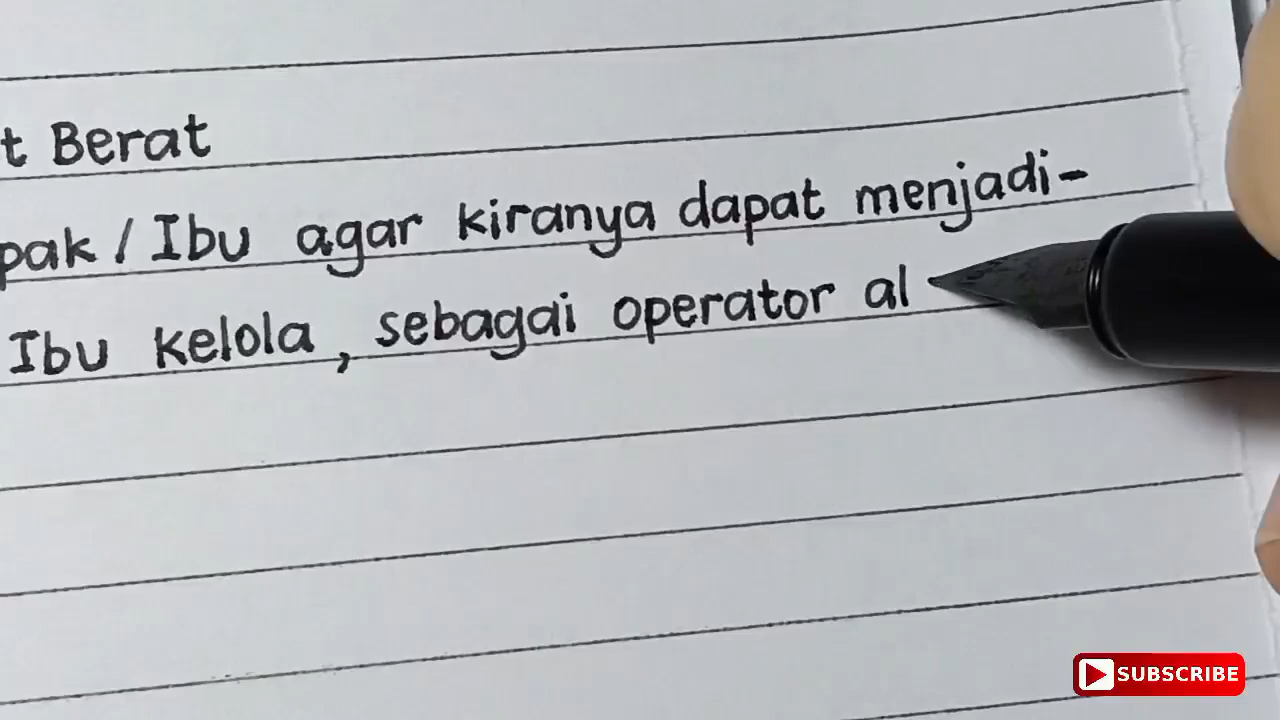 t Berat
pak / Ibu agar kiranya dapat menjadi-
Ibu kelola, sebagai operator al
SUBSCRIBE